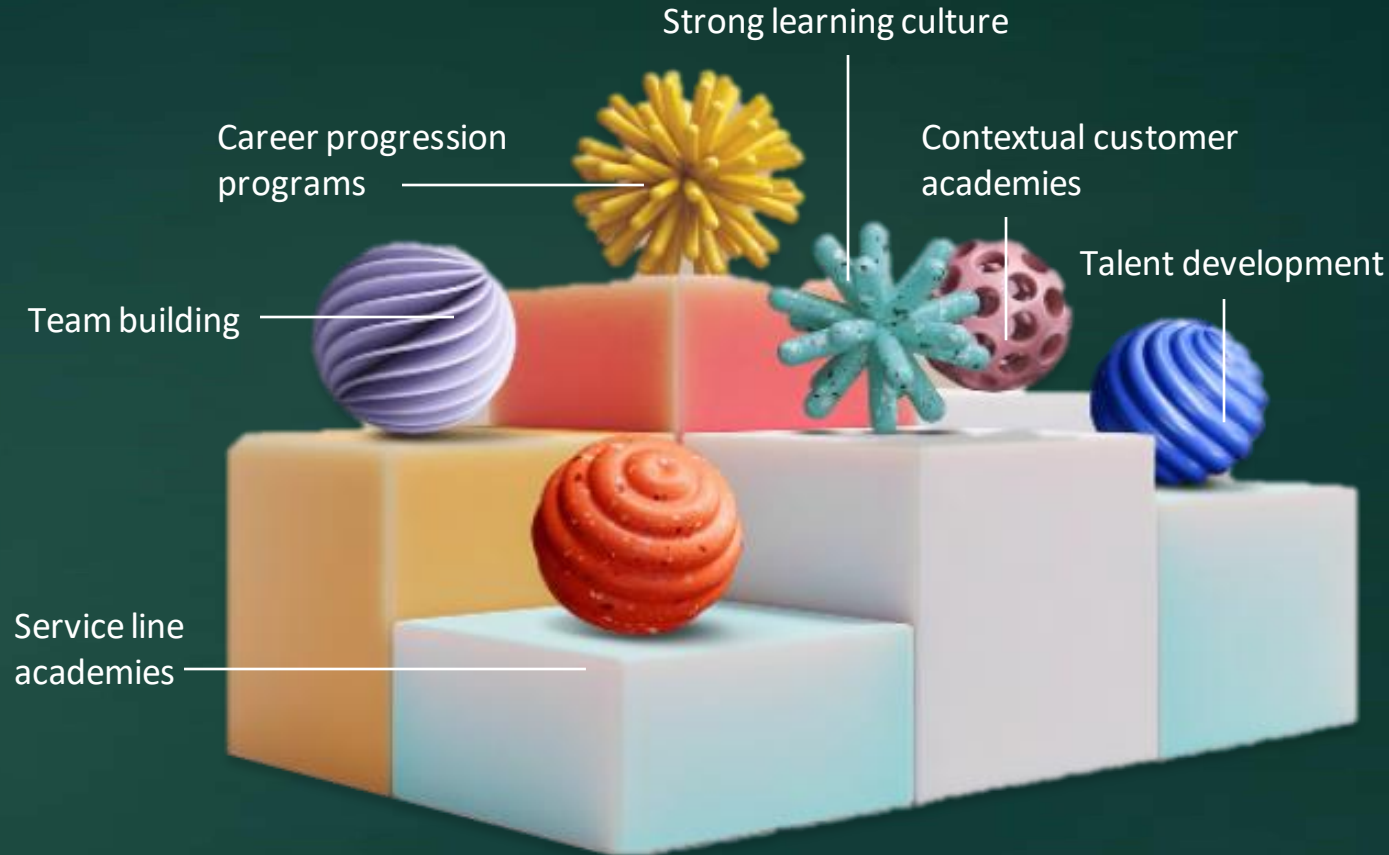 Strong learning culture
Career progression
programs
Contextual customer
academies
Talent development
Team building
Service line
academies